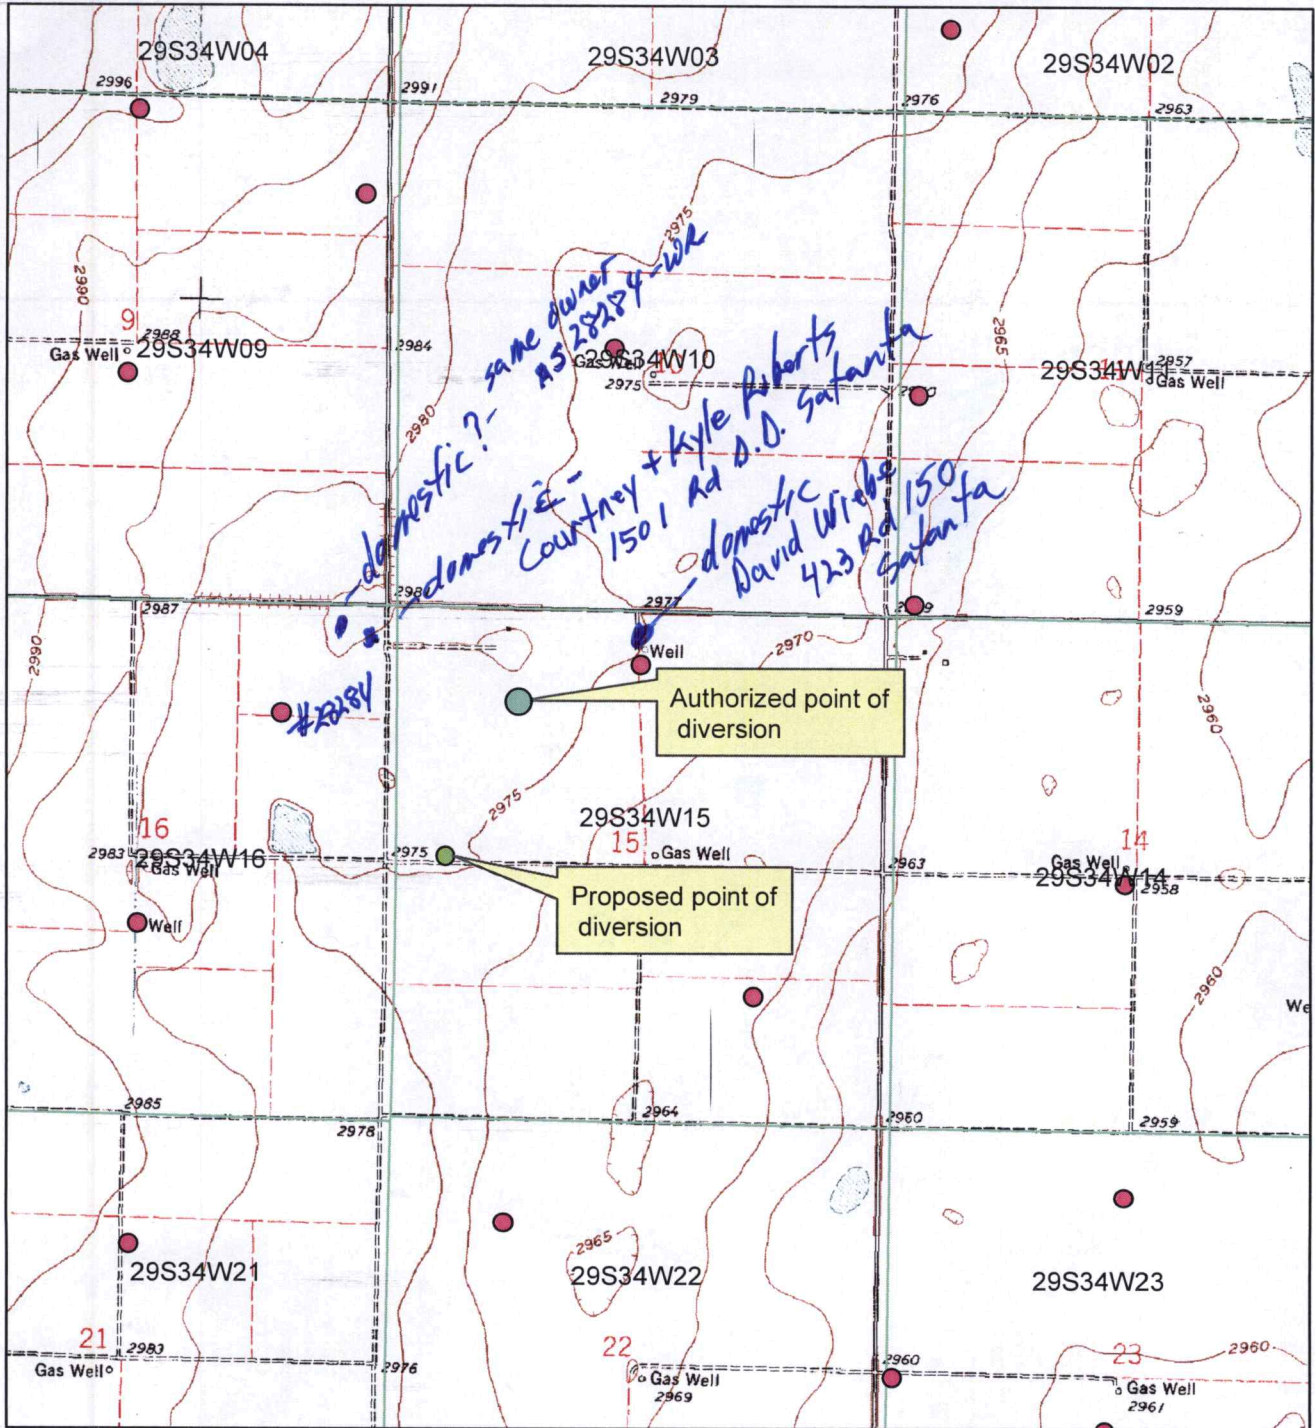 29S34W04
29S34W03
29S34W02
2996
2991
2979
2976
2963
2975
2990
9
2988
Gas Well
29S34W09
2984
same owner
AS 28284-WR
Gas Well
29S34W10
2975
2965
29S34W11
2957
Gas Well
2980
domestic?-
domestic-
Courtney + Kyle Roberts
1501 Rd D.D. Satanta
domestic
David Wiebe
423 Rd 150
Satanta
2987
2977
2959
2990
Well
2970
#28284
Authorized point of
diversion
2960
2975
29S34W15
16
2983
29S34W16
Gas Well
2975
15
Gas Well
2963
14
Gas Well
29S34W14
2958
Proposed point of
diversion
Well
2960
2985
2978
2964
2960
2959
29S34W21
2965
29S34W22
29S34W23
21
2983
Gas Well
2976
22
Gas Well
2969
2960
23
2960
Gas Well
2961